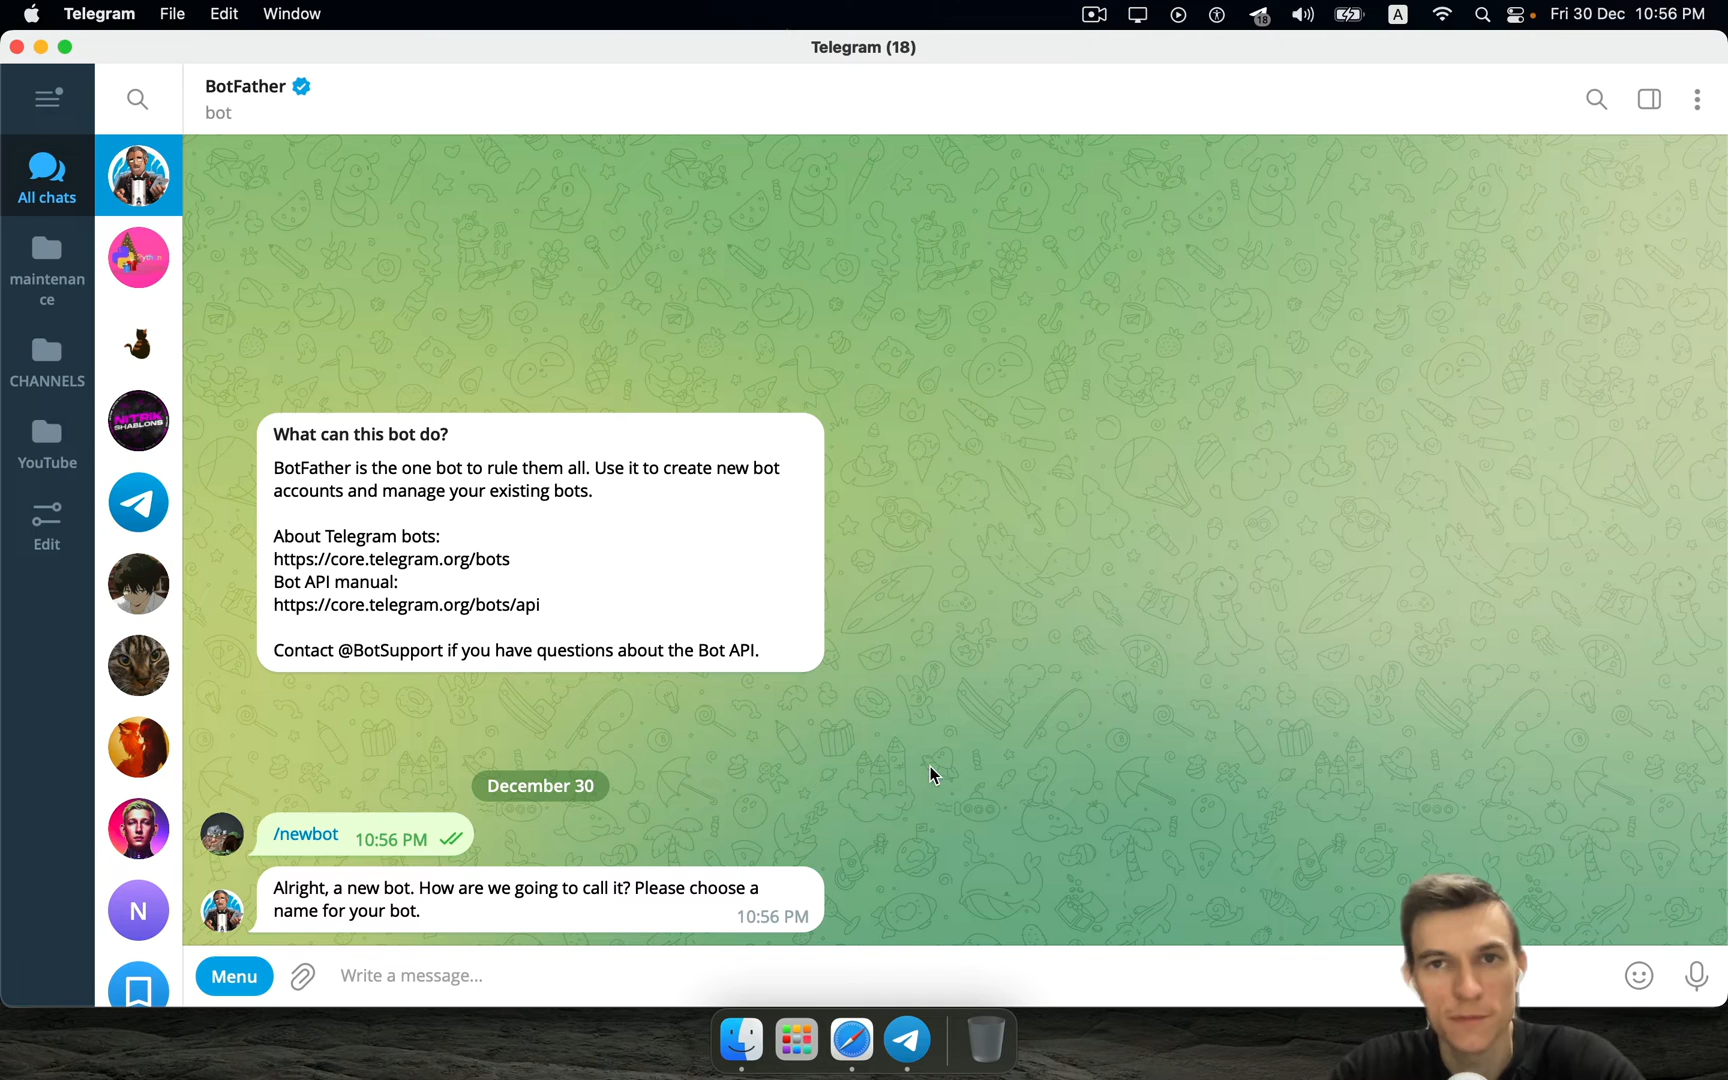 Telegram File Edit Window
18
A
Fri 30 Dec 10:56 PM
Telegram (18)
BotFather
bot
All chats
maintenan
ce
CHANNELS
YouTube
Edit
ython
NITRIK
SHABLONS
N
What can this bot do?
BotFather is the one bot to rule them all. Use it to create new bot
accounts and manage your existing bots.
About Telegram bots:
https://core.telegram.org/bots
Bot API manual:
https://core.telegram.org/bots/api
Contact @BotSupport if you have questions about the Bot API.
December 30
/newbot 10:56 PM
Alright, a new bot. How are we going to call it? Please choose a
name for your bot.
10:56 PM
Menu
Write a message...